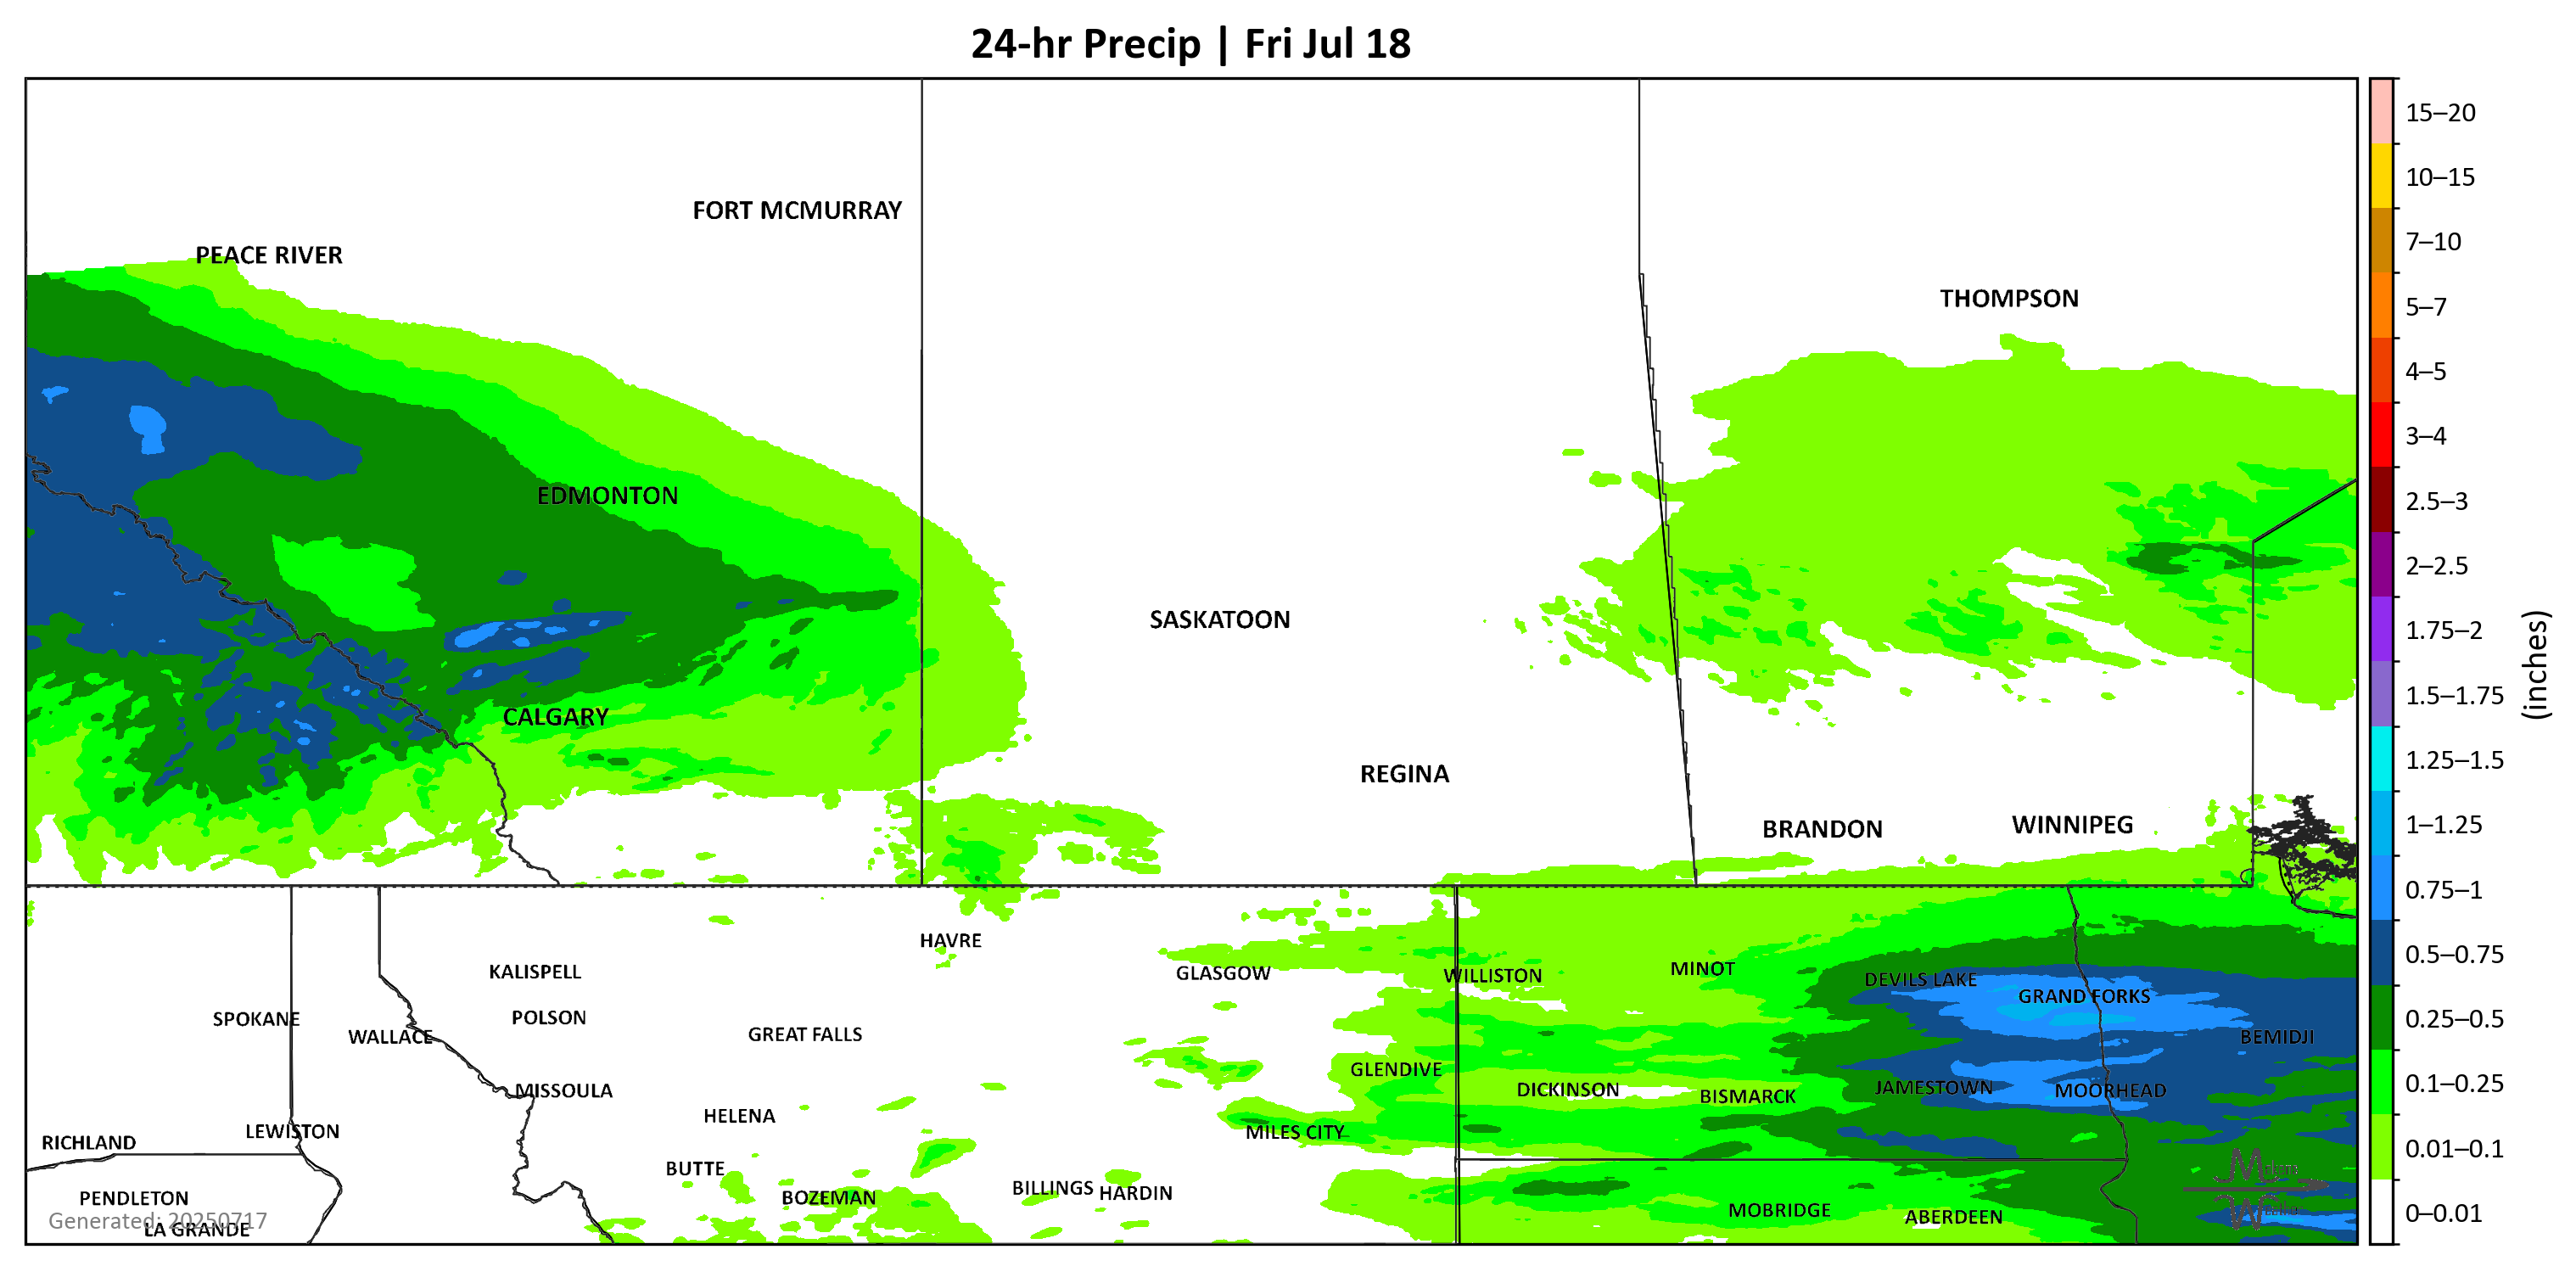 24-hr Precip | Fri Jul 18
FORT MCMURRAY
PEACE RIVER
THOMPSON
EDMONTON
SASKATOON
CALGARY
REGINA
BRANDON
WINNIPEG
HAVRE
KALISPELL
GLASGOW
WILLISTON
MINOT
DEVILS LAKE
GRAND FORKS
SPOKANE
POLSON
WALLACE
GREAT FALLS
BEMIDJI
GLENDIVE
MISSOULA
DICKINSON
BISMARCK
JAMESTOWN
MOORHEAD
HELENA
LEWISTON
RICHLAND
MILES CITY
BUTTE
PENDLETON
BOZEMAN
BILLINGS
HARDIN
MOBRIDGE
ABERDEEN
Generated: 20250717
LA GRANDE
15–20
10–15
7–10
5–7
4–5
3–4
2.5–3
2–2.5
1.75–2
1.5–1.75
1.25–1.5
1–1.25
0.75–1
0.5–0.75
0.25–0.5
0.1–0.25
0.01–0.1
0–0.01
(inches)